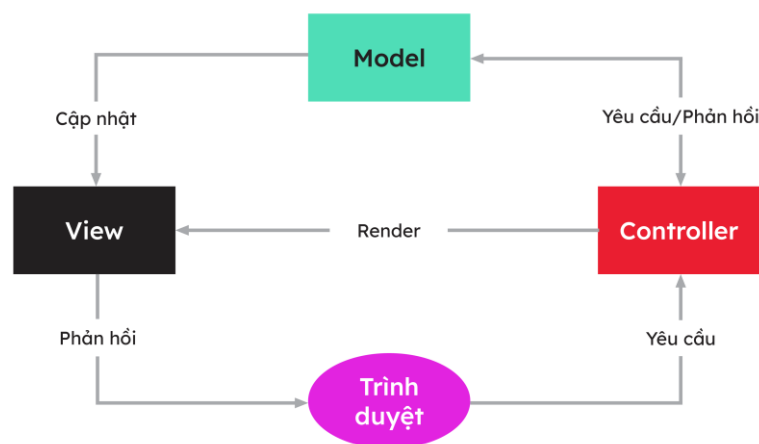 Model
Cập nhật
Yêu cầu/Phản hồi
View
Render
Controller
Phản hồi
Yêu cầu
Trình
duyệt